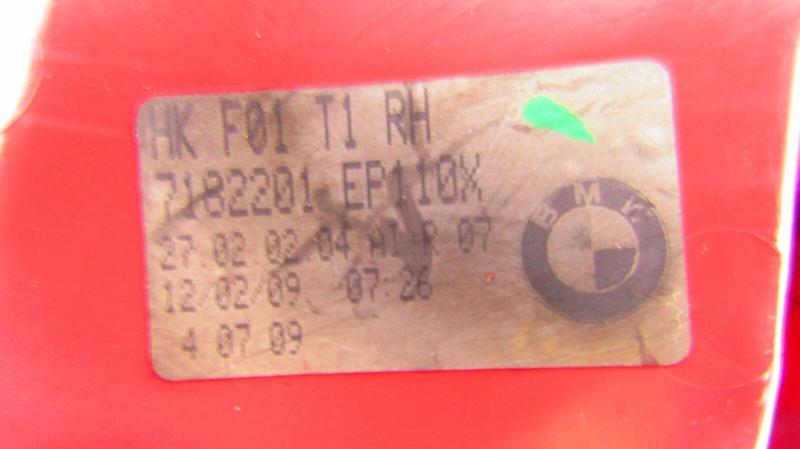 HK F01 T1 RH
7182201 EP110X
27 02 02 04 AI R 07
12/02/09 07:26
4 07 09
BMW